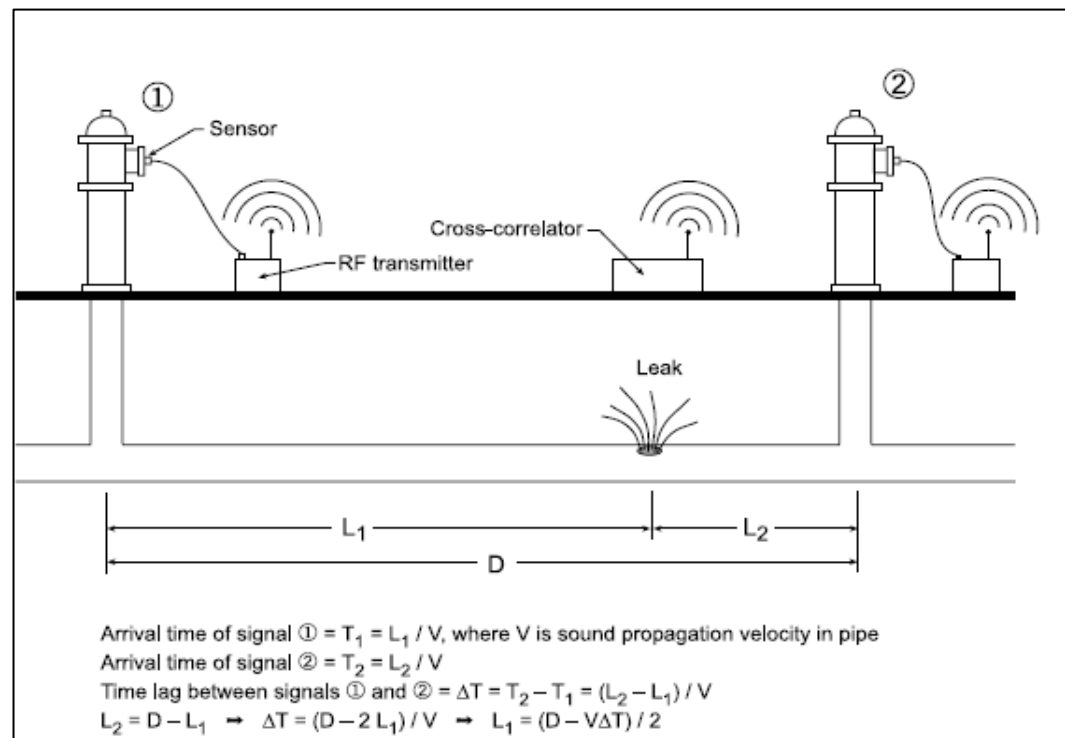 ① ②
Sensor
Cross–correlator
RF transmitter
Leak
L₁ L₂
D
Arrival time of signal ① = T₁ = L₁ / V, where V is sound propagation velocity in pipe
Arrival time of signal ② = T₂ = L₂ / V
Time lag between signals ① and ② = ΔT = T₂ – T₁ = (L₂ – L₁) / V
L₂ = D – L₁ ➡ ΔT = (D – 2 L₁) / V ➡ L₁ = (D – VΔT) / 2